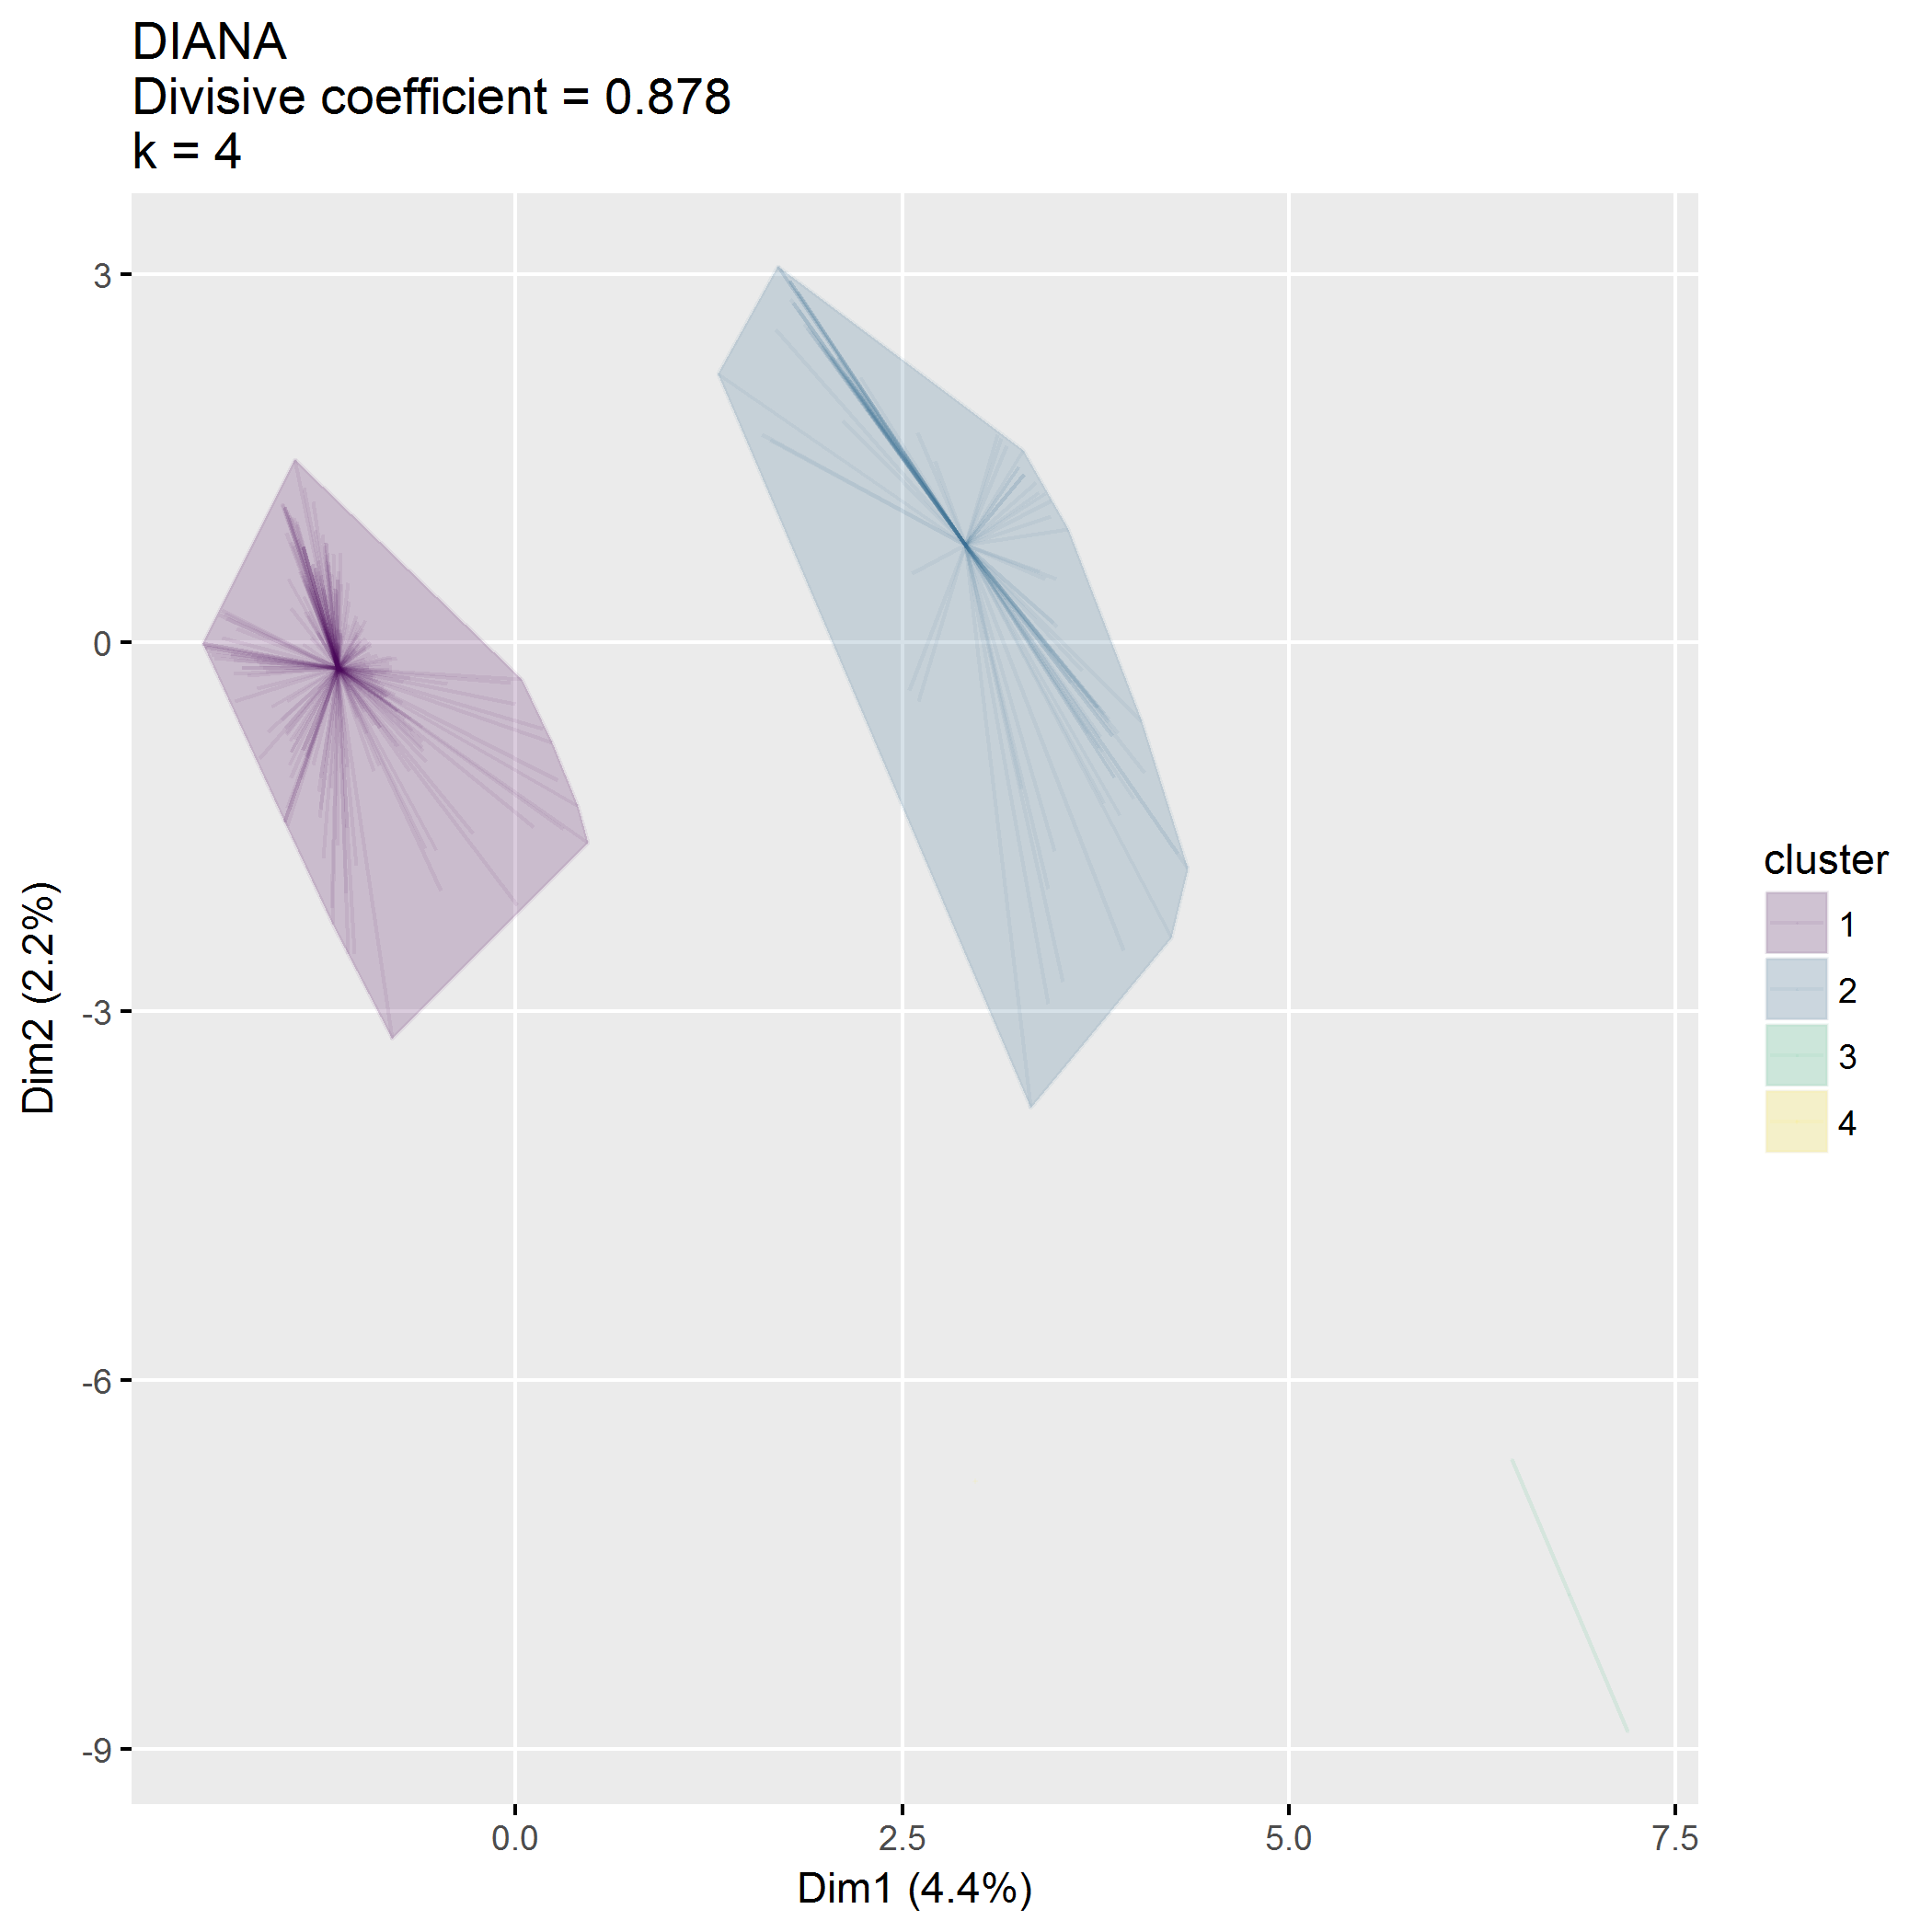 DIANA
Divisive coefficient = 0.878
k = 4
3
0
-3
-6
-9
Dim2 (2.2%)
0.0
2.5
5.0
7.5
Dim1 (4.4%)
cluster
1
2
3
4